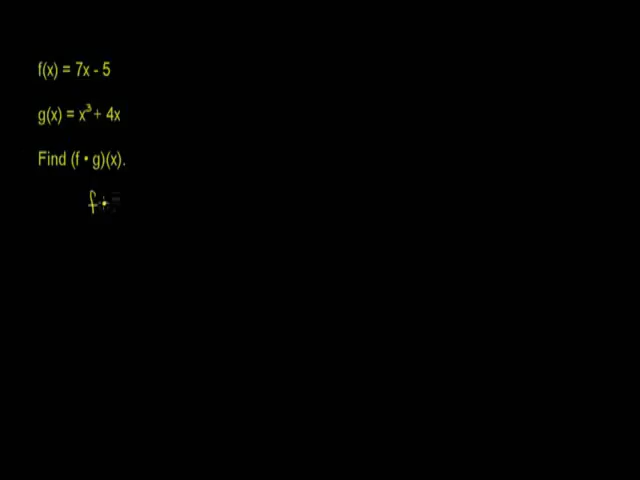 f(x) = 7x - 5
g(x) = x³ + 4x
Find (f • g)(x).
f